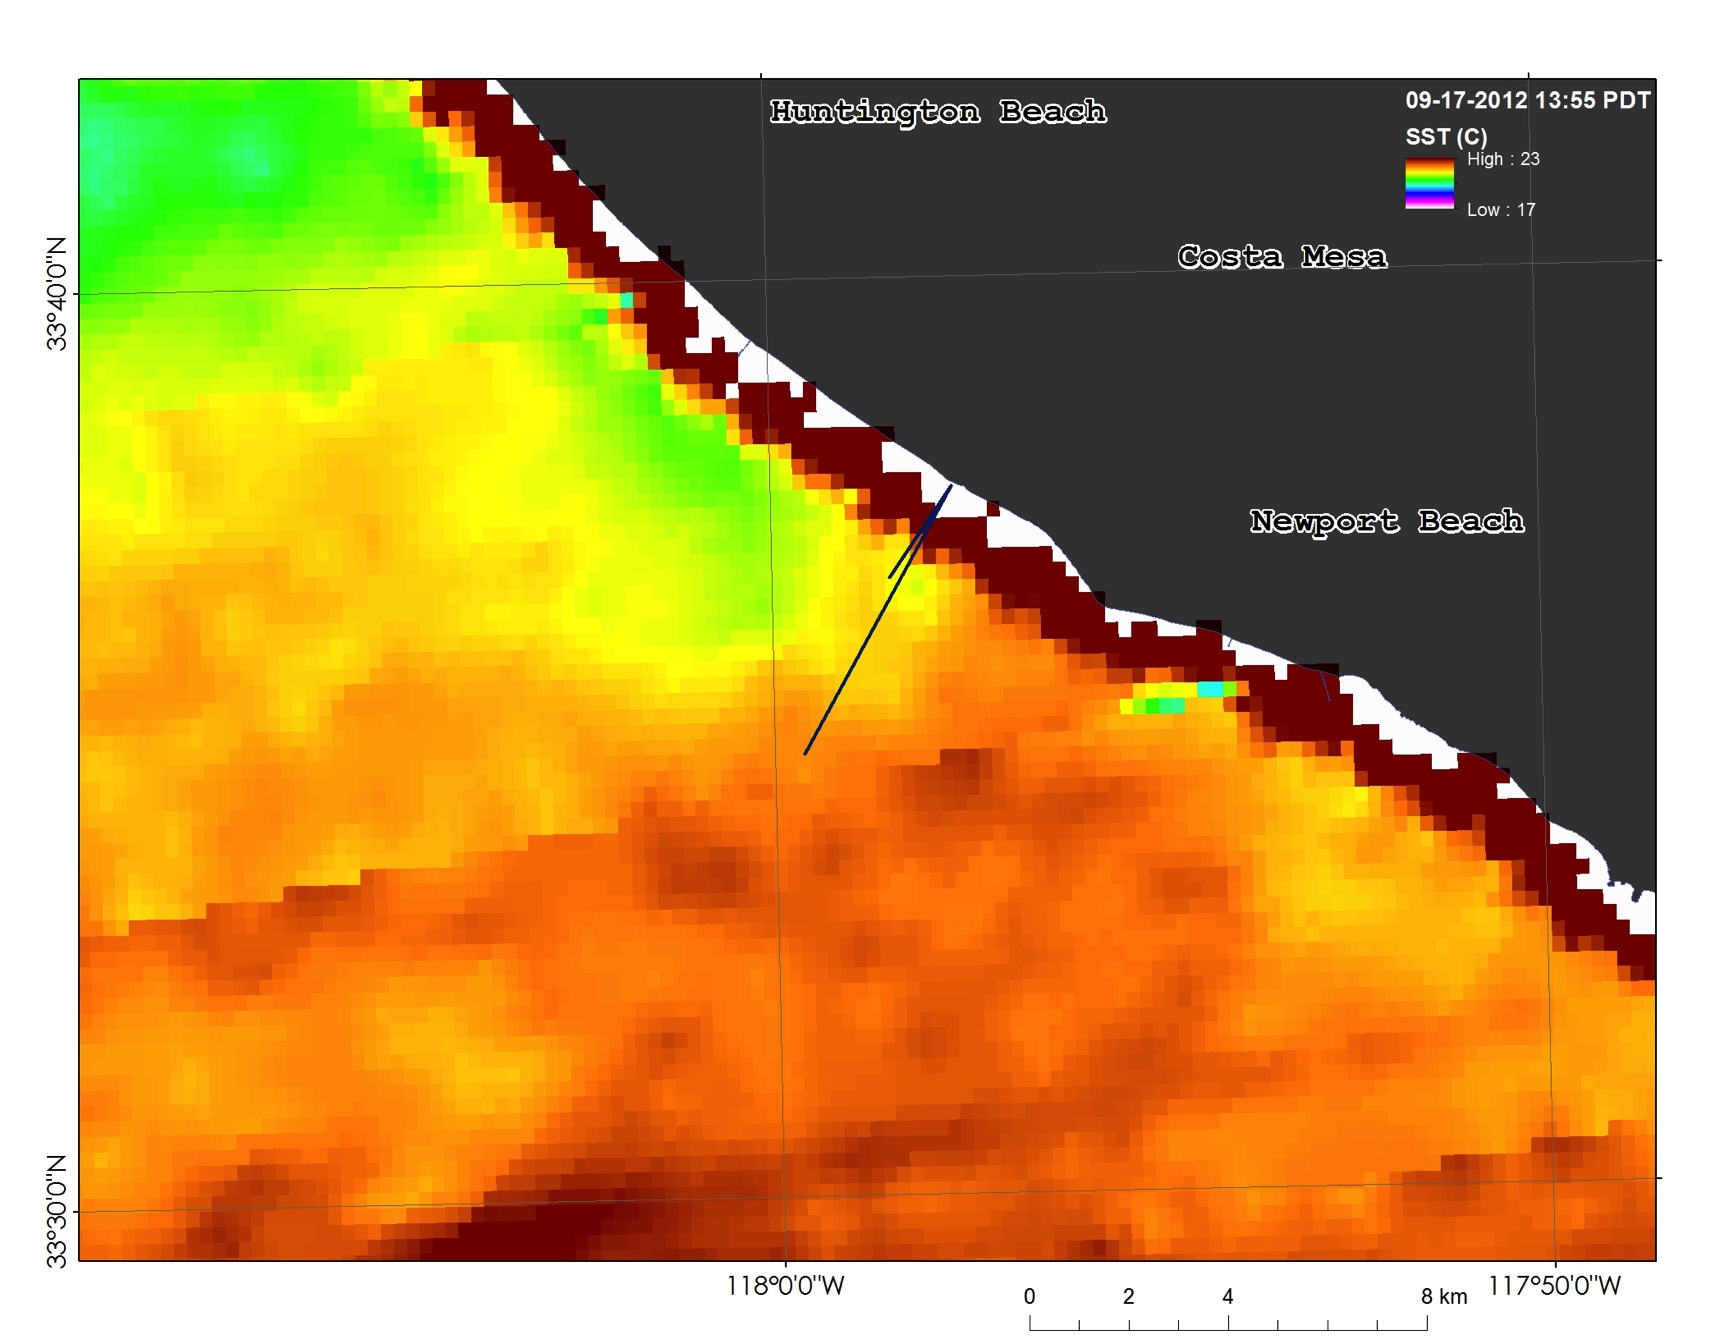 Huntington Beach
09-17-2012 13:55 PDT
SST (C)
High : 23
Low : 17
Costa Mesa
33°40'0"N
Newport Beach
33°30'0"N
118°0'0"W
117°50'0"W
0 2 4 8 km